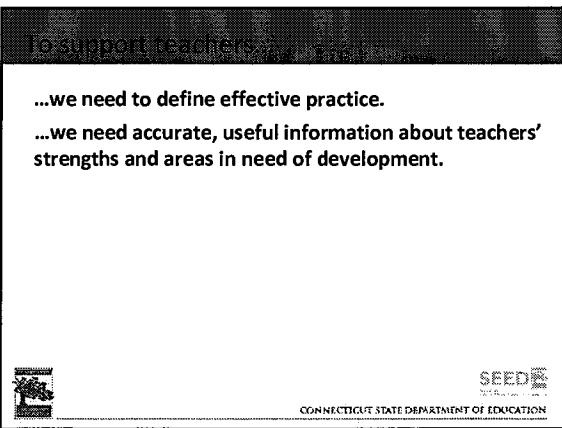 To support teachers
...we need to define effective practice.
...we need accurate, useful information about teachers'
strengths and areas in need of development.
SEED
CONNECTICUT STATE DEPARTMENT OF EDUCATION